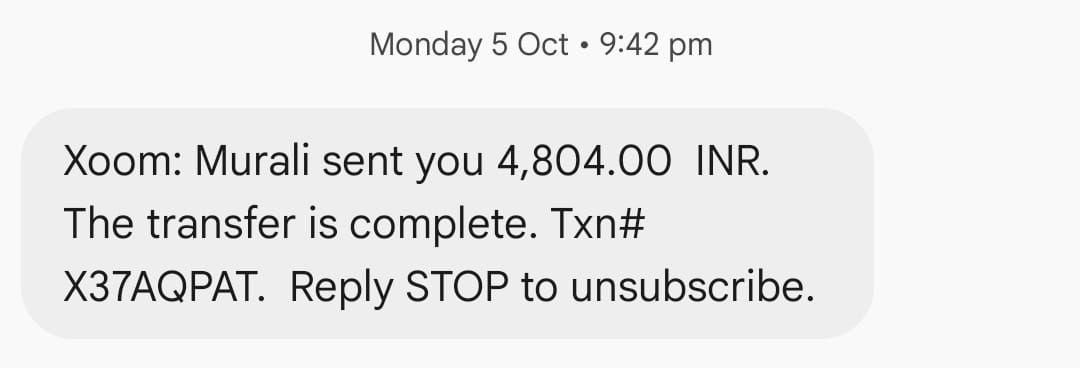 Monday 5 Oct • 9:42 pm
Xoom: Murali sent you 4,804.00  INR.
The transfer is complete. Txn#
X37AQPAT.  Reply STOP to unsubscribe.